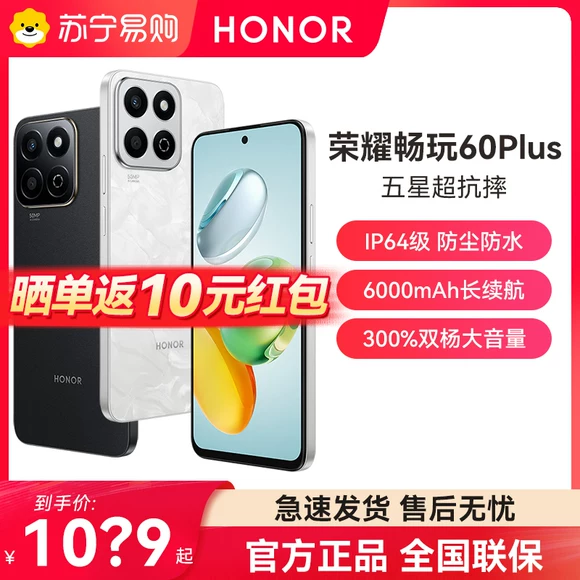 苏宁易购 HONOR
荣耀畅玩60Plus
五星超抗摔
IP64级 防尘防水
6000mAh长续航
300%双杨大音量
晒单返10元红包
50MP
50MP
HONOR
HONOR
到手价:
¥10?9起
急速发货 售后无忧
官方正品 全国联保